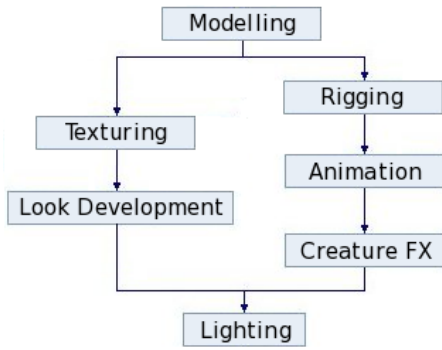 Modelling
Rigging
Texturing
Animation
Look Development
Creature FX
Lighting